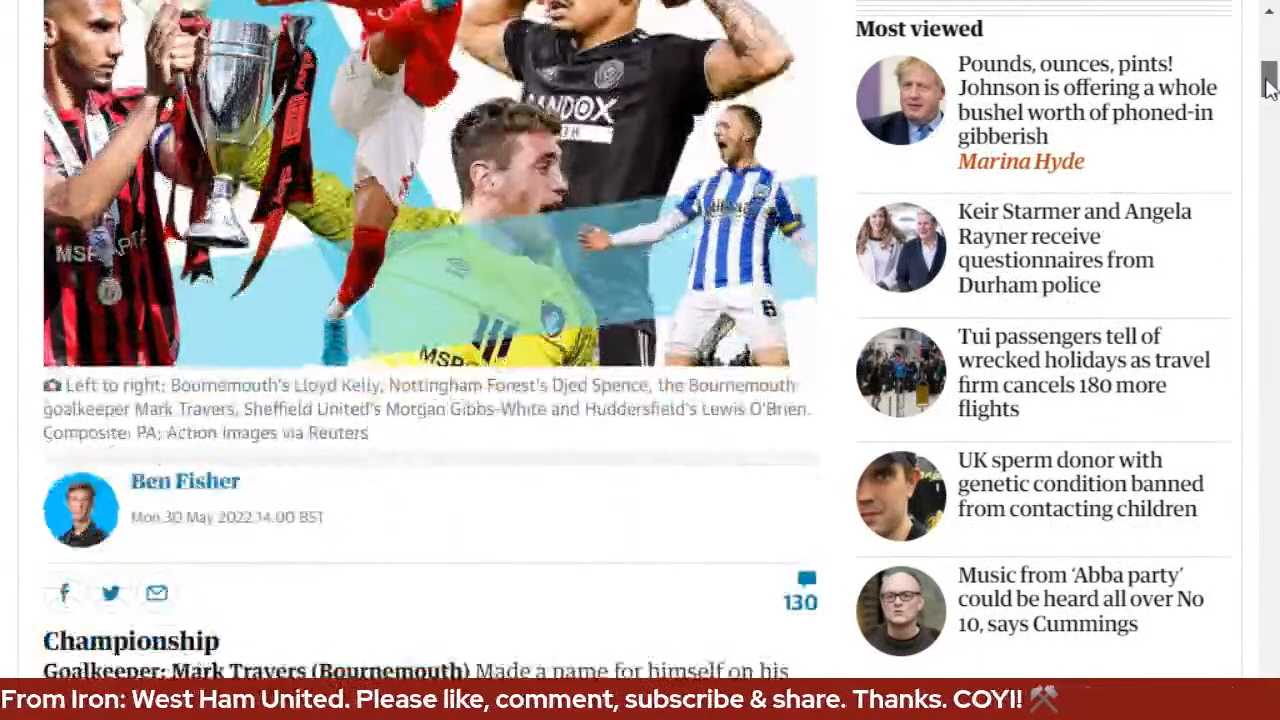 MSP
MSP
Left to right: Bournemouth's Lloyd Kelly, Nottingham Forest's Djed Spence, the Bournemouth
goalkeeper Mark Travers, Sheffield United's Morgan Gibbs-White and Huddersfield's Lewis O'Brien.
Composite: PA; Action Images via Reuters
Ben Fisher
Mon 30 May 2022 14.00 BST
130
Championship
Goalkeeper: Mark Travers (Bournemouth) Made a name for himself on his
Most viewed
Pounds, ounces, pints!
Johnson is offering a whole
bushel worth of phoned-in
gibberish
Marina Hyde
Keir Starmer and Angela
Rayner receive
questionnaires from
Durham police
Tui passengers tell of
wrecked holidays as travel
firm cancels 180 more
flights
UK sperm donor with
genetic condition banned
from contacting children
Music from ‘Abba party’
could be heard all over No
10, says Cummings
From Iron: West Ham United. Please like, comment, subscribe & share. Thanks. COYI! ⚒